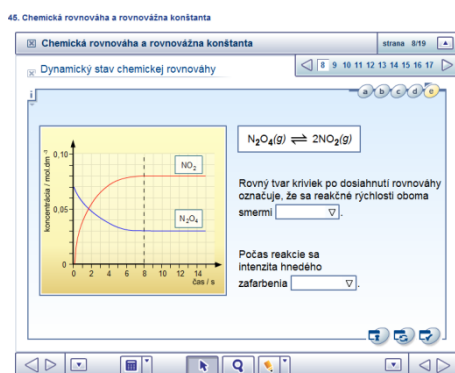 45. Chemická rovnováha a rovnovážna konštanta
Chemická rovnováha a rovnovážna konštanta
strana 8/19
Dynamický stav chemickej rovnováhy
8 9 10 11 12 13 14 15 16 17
i
a b c d e
koncentrácia / mol.dm⁻³
0,10
0,05
0
NO₂
N₂O₄
0 2 4 6 8 10 12 14
čas / s
N₂O₄(g) ⇌ 2NO₂(g)
Rovný tvar kriviek po dosiahnutí rovnováhy
označuje, že sa reakčné rýchlosti oboma
smermi .
Počas reakcie sa
intenzita hnedého
zafarbenia .